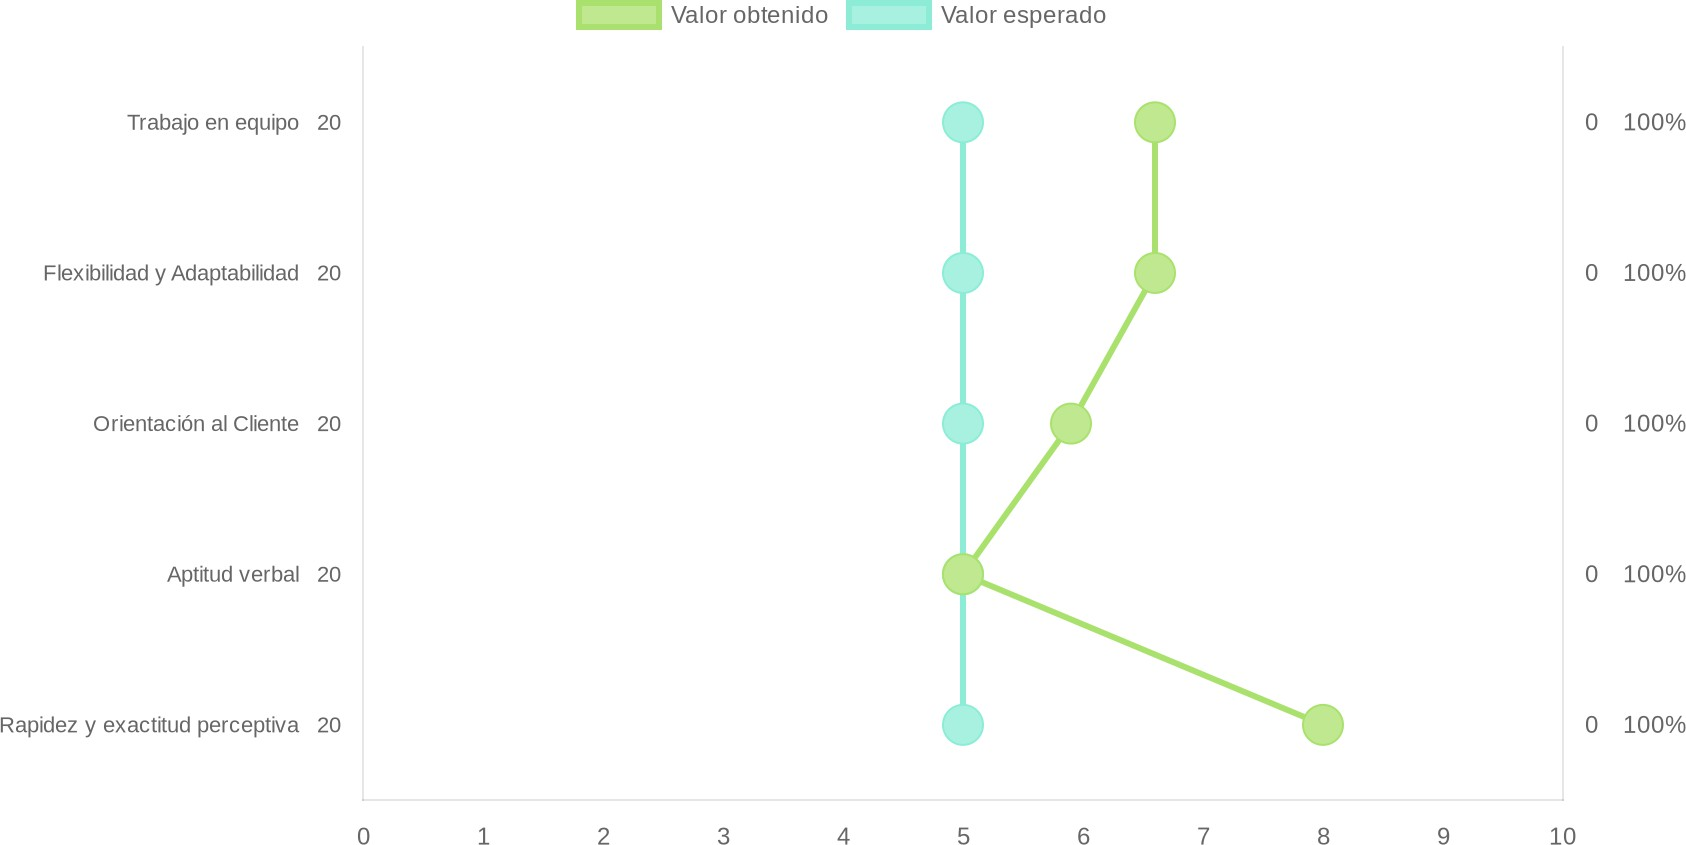 Valor obtenido Valor esperado
Trabajo en equipo 20 0 100%
Flexibilidad y Adaptabilidad 20 0 100%
Orientación al Cliente 20 0 100%
Aptitud verbal 20 0 100%
Rapidez y exactitud perceptiva 20 0 100%
0 1 2 3 4 5 6 7 8 9 10